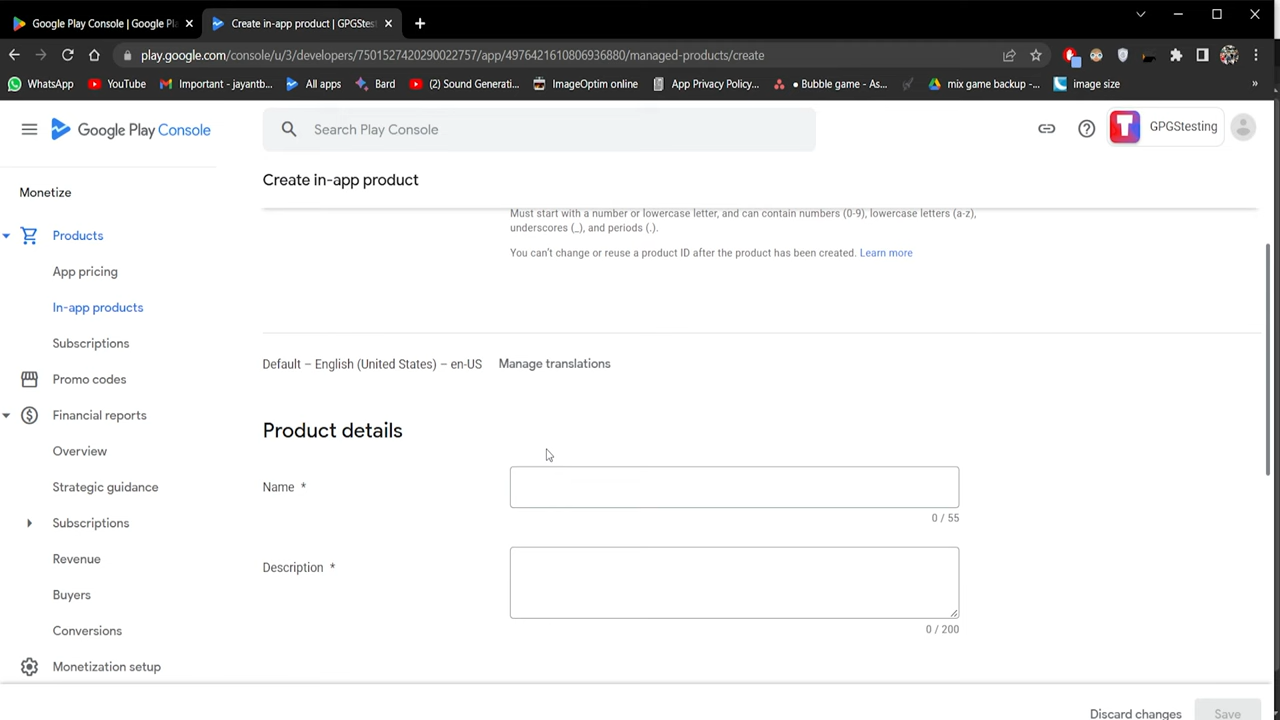 Google Play Console | Google Pla
Create in-app product | GPGStest
play.google.com/console/u/3/developers/7501527420290022757/app/4976421610806936880/managed-products/create
WhatsApp
YouTube
Important - jayantb...
All apps
Bard
(2) Sound Generati...
ImageOptim online
App Privacy Policy...
● Bubble game - As...
mix game backup -...
image size
»
Google Play Console
Search Play Console
GPGStesting
Create in-app product
Monetize
Products
App pricing
In-app products
Subscriptions
Promo codes
Financial reports
Overview
Strategic guidance
Subscriptions
Revenue
Buyers
Conversions
Monetization setup
Must start with a number or lowercase letter, and can contain numbers (0-9), lowercase letters (a-z),
underscores (_), and periods (.).
You can't change or reuse a product ID after the product has been created. Learn more
Default – English (United States) – en-US Manage translations
Product details
Name *
0 / 55
Description *
0 / 200
Discard changes
Save